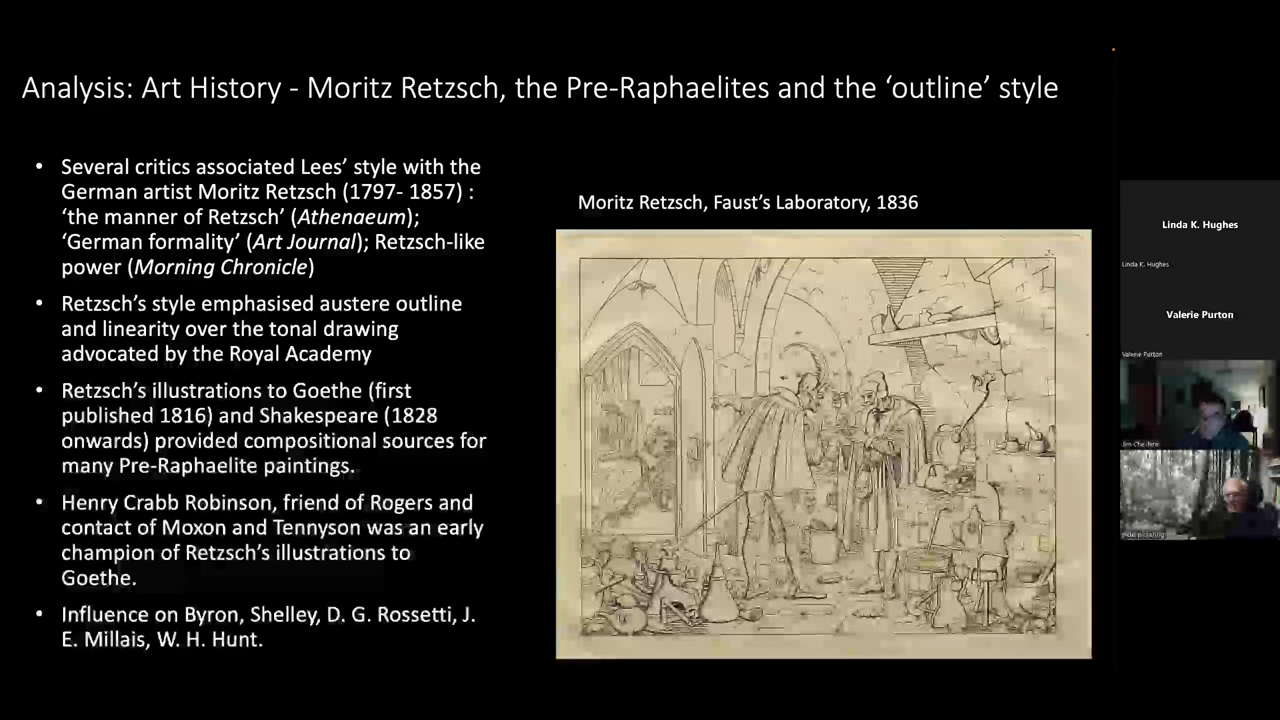 Analysis: Art History - Moritz Retzsch, the Pre-Raphaelites and the ‘outline’ style
• Several critics associated Lees’ style with the
German artist Moritz Retzsch (1797- 1857) :
‘the manner of Retzsch’ (Athenaeum);
‘German formality’ (Art Journal); Retzsch-like
power (Morning Chronicle)
• Retzsch’s style emphasised austere outline
and linearity over the tonal drawing
advocated by the Royal Academy
• Retzsch’s illustrations to Goethe (first
published 1816) and Shakespeare (1828
onwards) provided compositional sources for
many Pre-Raphaelite paintings.
• Henry Crabb Robinson, friend of Rogers and
contact of Moxon and Tennyson was an early
champion of Retzsch’s illustrations to
Goethe.
• Influence on Byron, Shelley, D. G. Rossetti, J.
E. Millais, W. H. Hunt.
Moritz Retzsch, Faust’s Laboratory, 1836
Linda K. Hughes
Linda K. Hughes
Valerie Purton
Valerie Purton
Jim